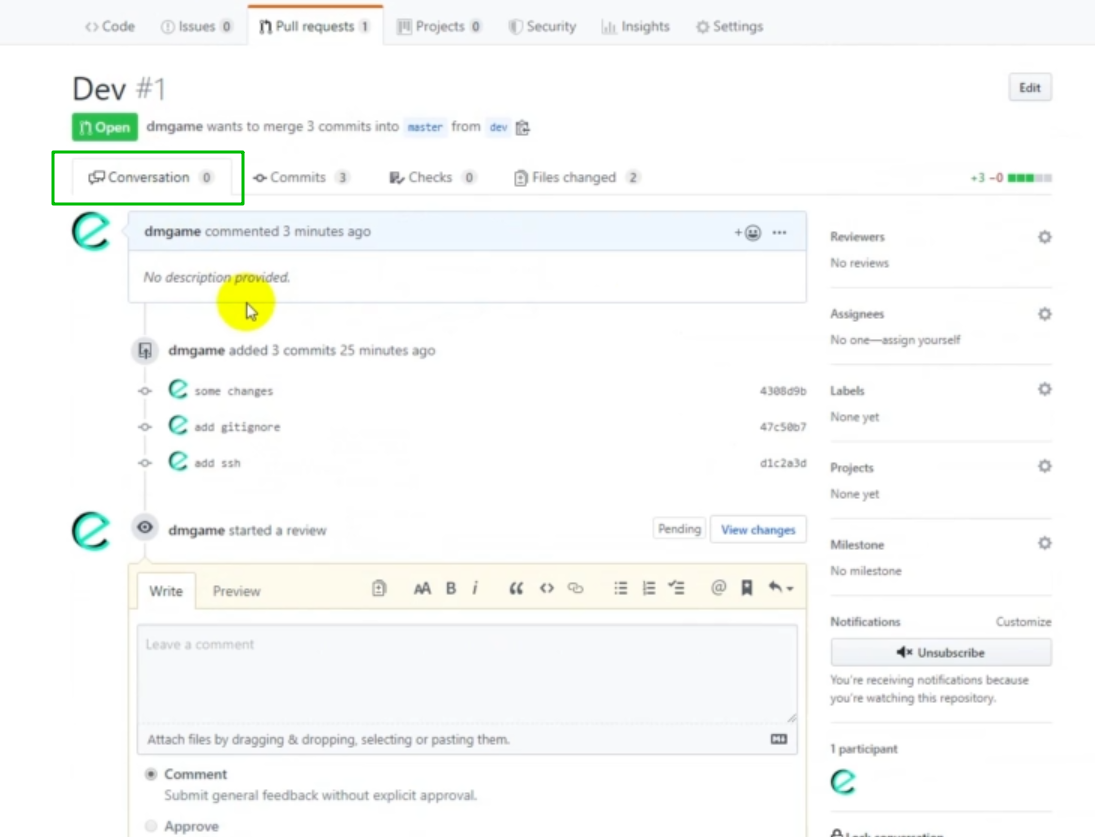 Code Issues 0 Pull requests 1 Projects 0 Security Insights Settings
Dev #1
Edit
Open dmgame wants to merge 3 commits into master from dev
Conversation 0 Commits 3 Checks 0 Files changed 2 +3 −0
dmgame commented 3 minutes ago
No description provided.
dmgame added 3 commits 25 minutes ago
some changes 4308d9b
add gitignore 47c50b7
add ssh d1c2a3d
dmgame started a review Pending View changes
Write Preview AA B i
Leave a comment
Attach files by dragging & dropping, selecting or pasting them.
Comment
Submit general feedback without explicit approval.
Approve
Reviewers
No reviews
Assignees
No one—assign yourself
Labels
None yet
Projects
None yet
Milestone
No milestone
Notifications Customize
Unsubscribe
You're receiving notifications because
you're watching this repository.
1 participant
Lock conversation